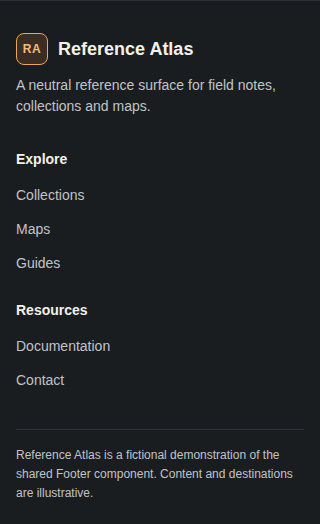 RA Reference Atlas
A neutral reference surface for field notes,
collections and maps.
Explore
Collections
Maps
Guides
Resources
Documentation
Contact
Reference Atlas is a fictional demonstration of the
shared Footer component. Content and destinations
are illustrative.